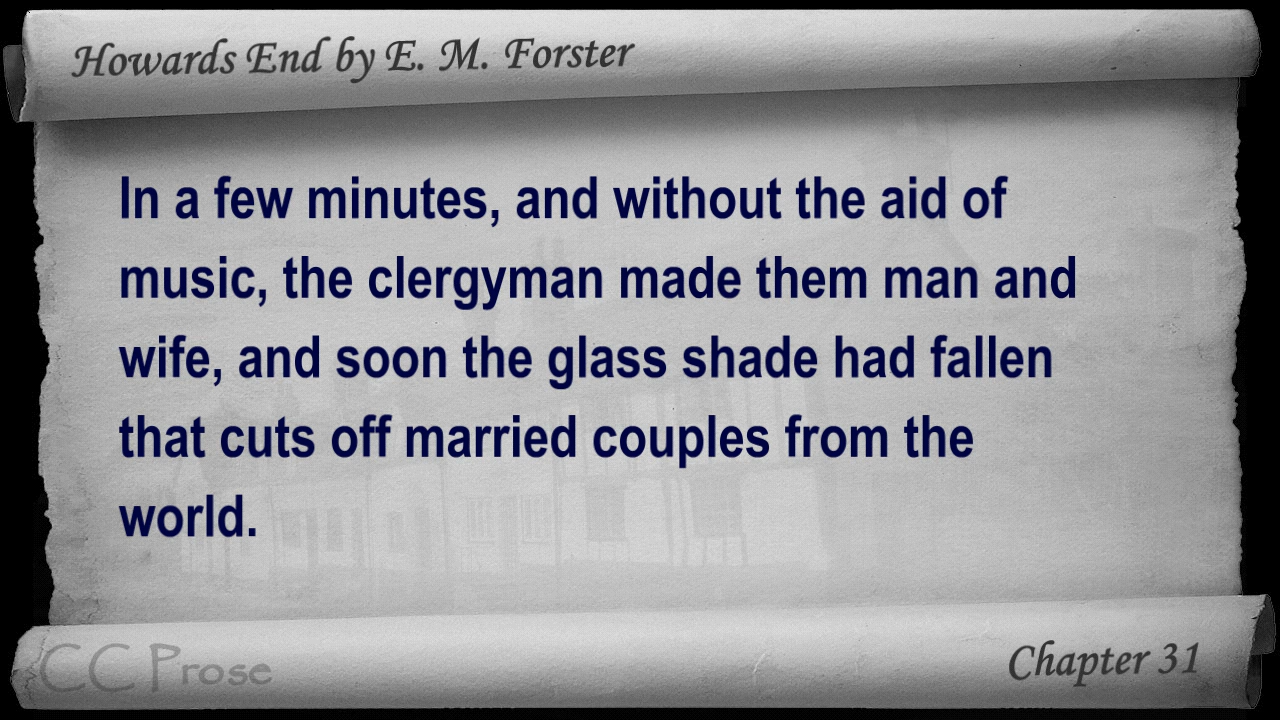 Howards End by E. M. Forster
In a few minutes, and without the aid of
music, the clergyman made them man and
wife, and soon the glass shade had fallen
that cuts off married couples from the
world.
CC Prose
Chapter 31